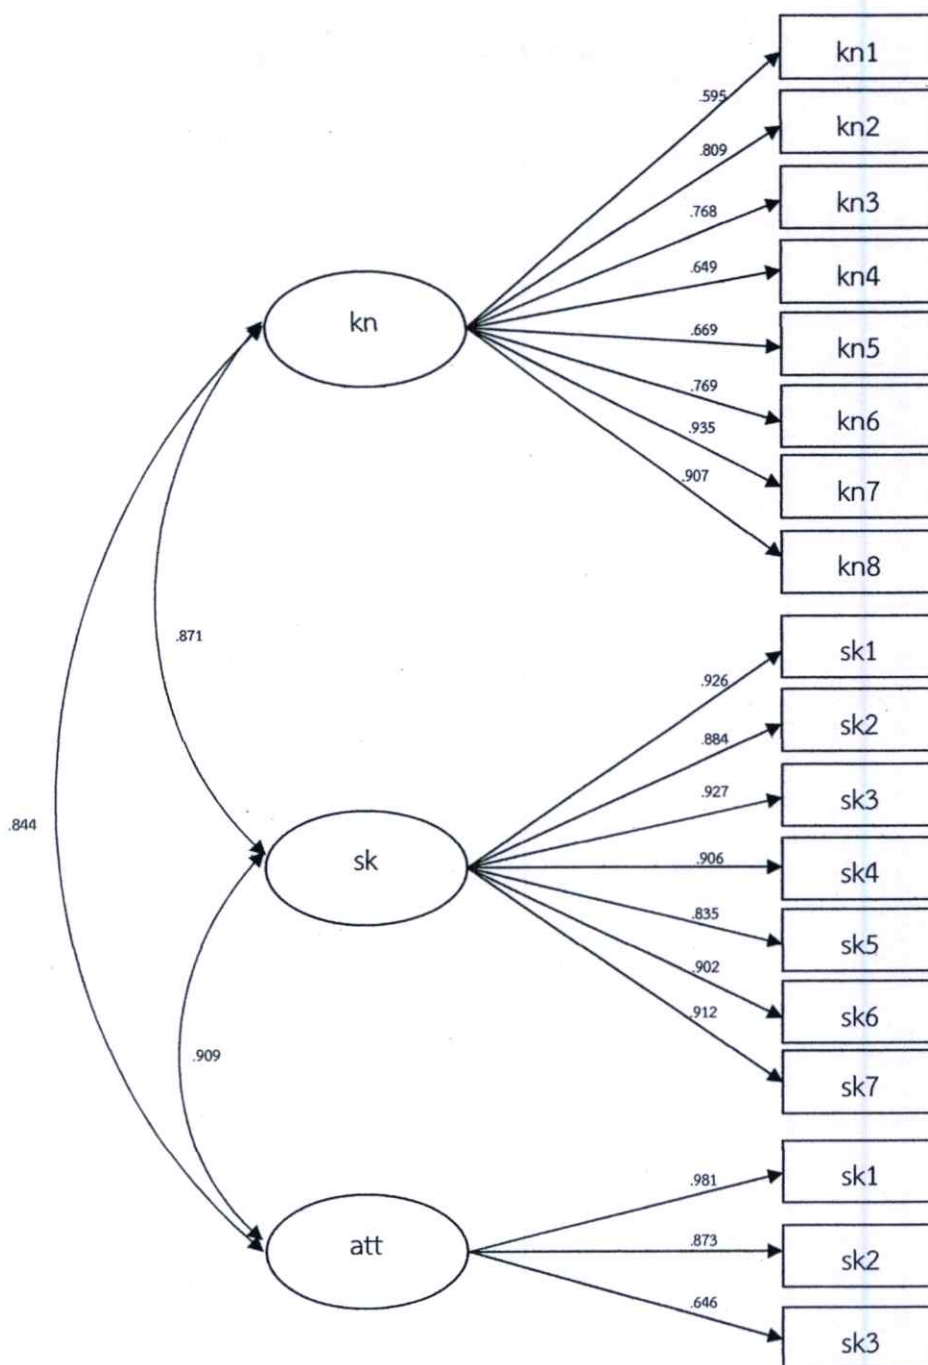 kn1
.595
kn2
.809
kn3
.768
kn4
.649
kn
kn5
.669
kn6
.769
kn7
.935
kn8
.907
.871
sk1
.926
sk2
.884
sk3
.927
.844
sk
sk4
.906
sk5
.835
sk6
.902
sk7
.912
.909
sk1
.981
att
sk2
.873
sk3
.646